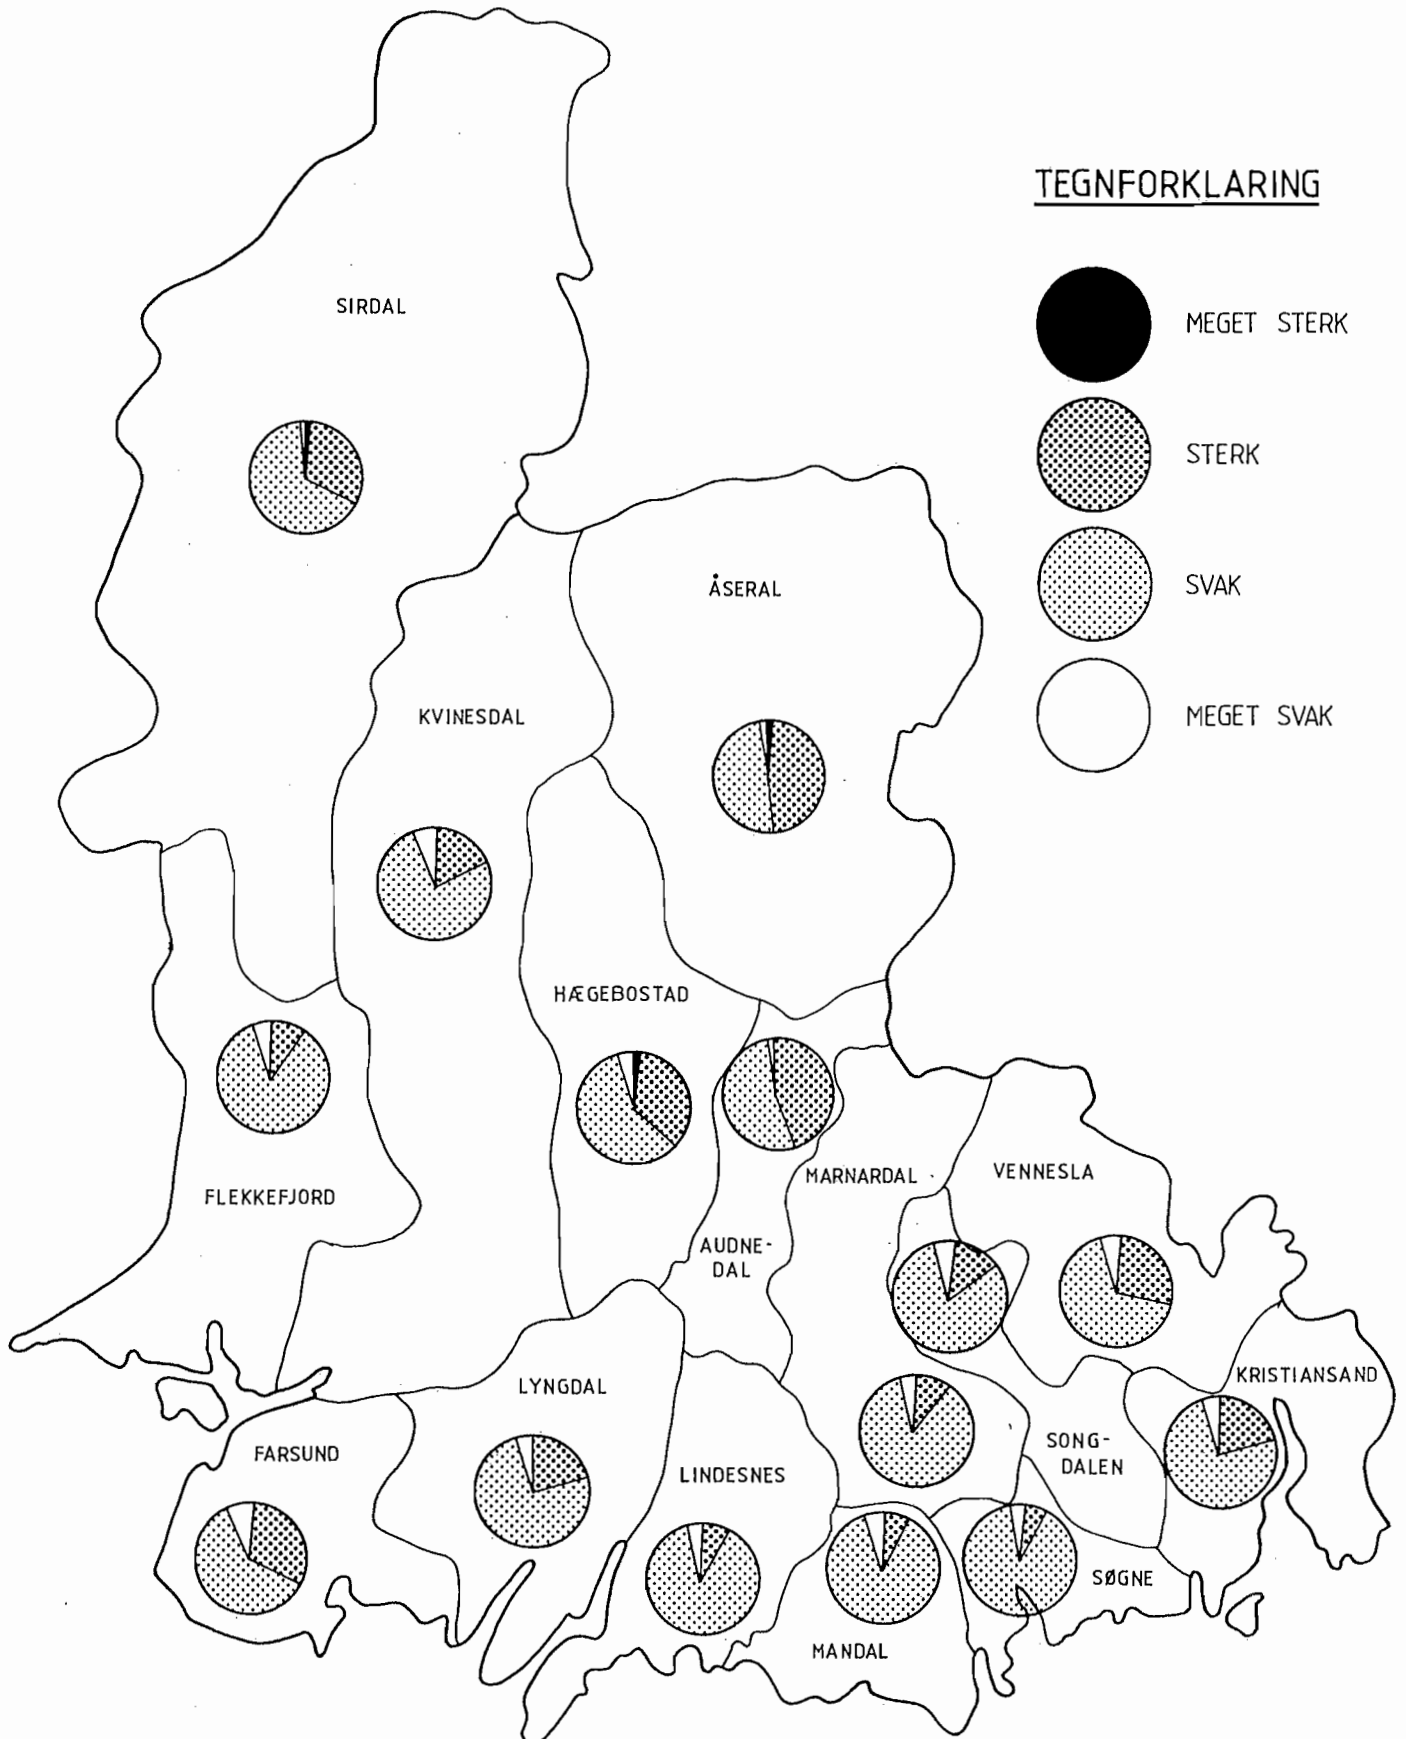 TEGNFORKLARING
MEGET STERK
STERK
SVAK
MEGET SVAK
SIRDAL
ÅSERAL
KVINESDAL
HÆGEBOSTAD
FLEKKEFJORD
MARNARDAL
VENNESLA
AUDNE-
DAL
LYNGDAL
KRISTIANSAND
FARSUND
SONG-
DALEN
LINDESNES
SØGNE
MANDAL